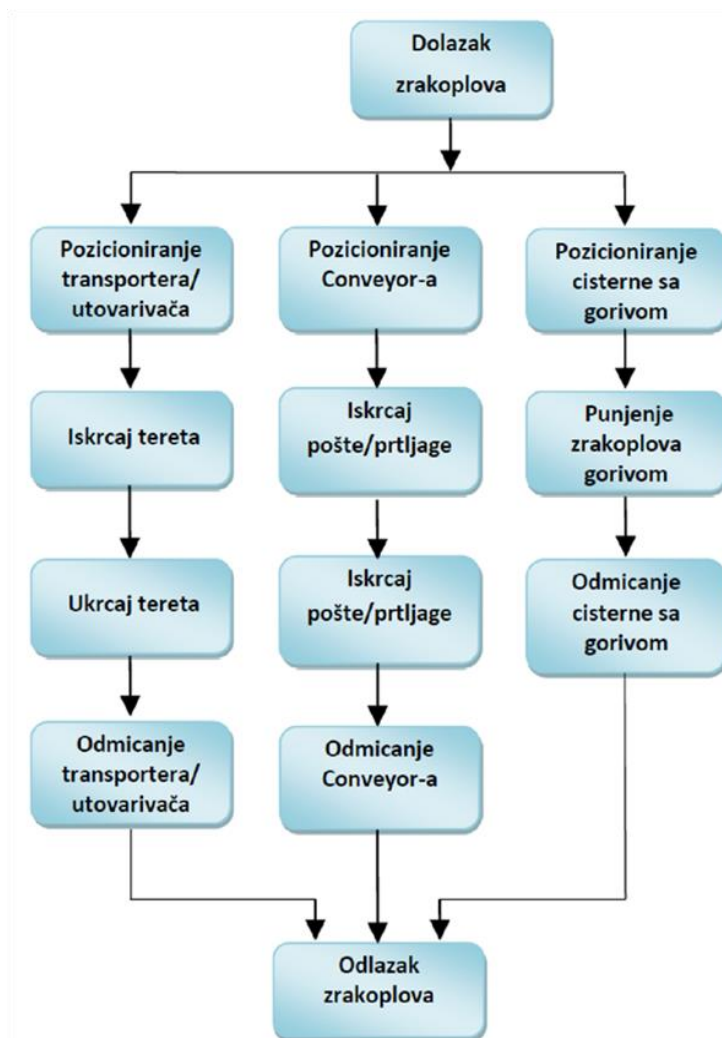 Dolazak
zrakoplova
Pozicioniranje
transportera/
utovarivača
Pozicioniranje
Conveyor-a
Pozicioniranje
cisterne sa
gorivom
Iskrcaj tereta
Iskrcaj
pošte/prtljage
Punjenje
zrakoplova
gorivom
Ukrcaj tereta
Iskrcaj
pošte/prtljage
Odmicanje
cisterne sa
gorivom
Odmicanje
transportera/
utovarivača
Odmicanje
Conveyor-a
Odlazak
zrakoplova